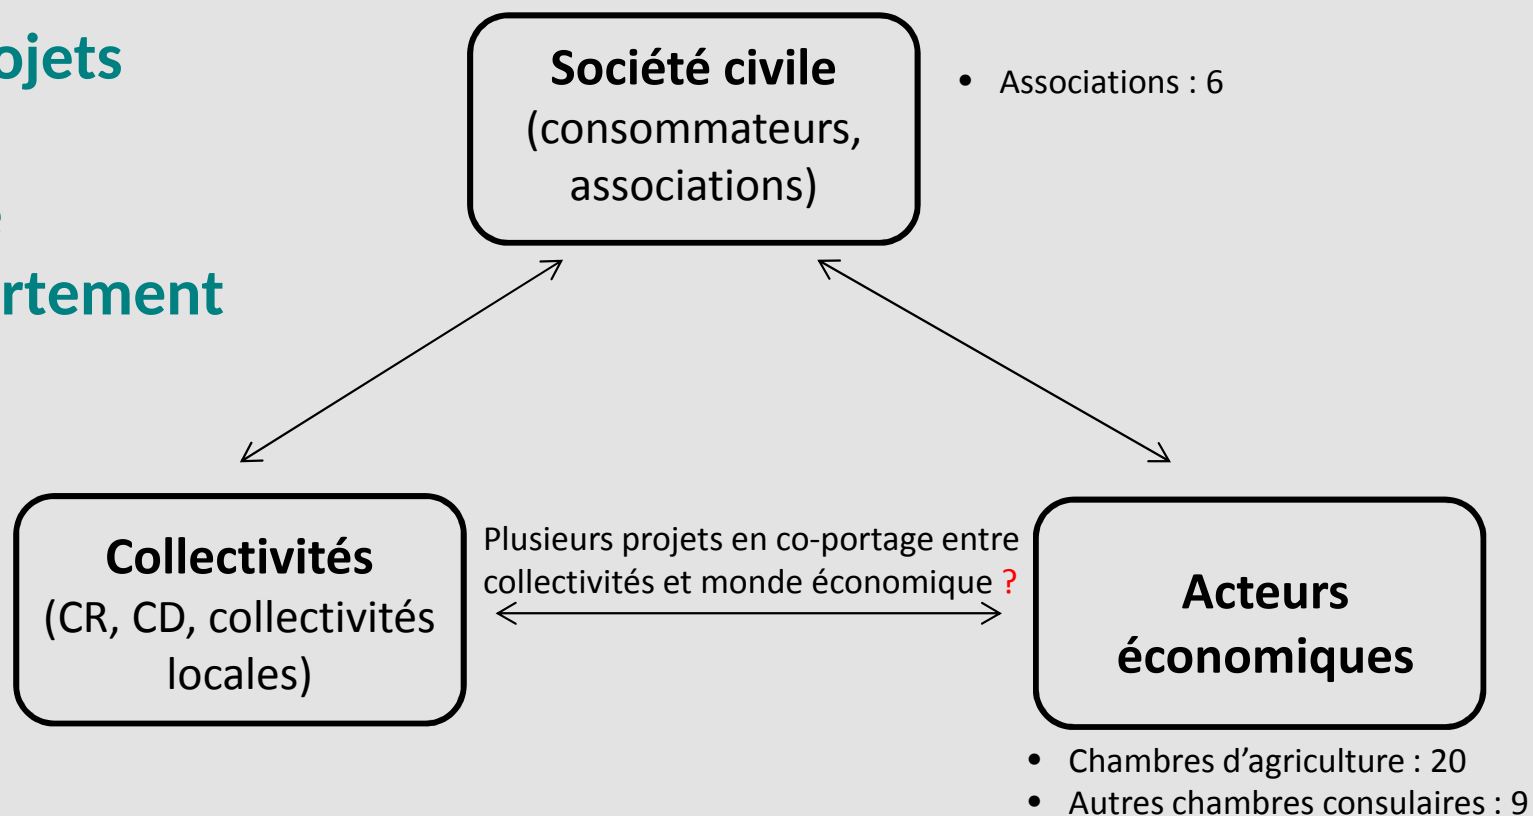 ojets
rtement
Société civile
(consommateurs,
associations)
• Associations : 6
Collectivités
(CR, CD, collectivités
locales)
Plusieurs projets en co-portage entre
collectivités et monde économique ?
Acteurs
économiques
• Chambres d’agriculture : 20
• Autres chambres consulaires : 9